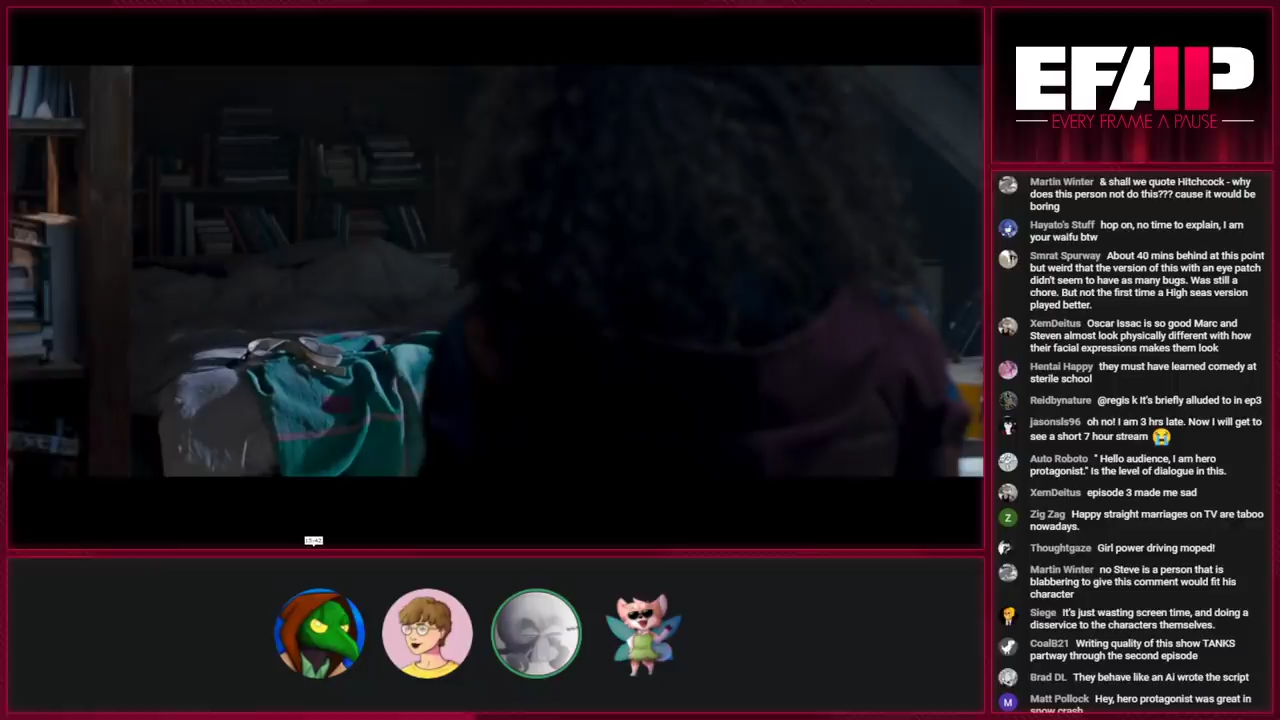 EFAP
EVERY FRAME A PAUSE
Martin Winter & shall we quote Hitchcock - why
does this person not do this??? cause it would be
boring
Hayato's Stuff hop on, no time to explain, I am
your waifu btw
Smrat Spurway About 40 mins behind at this point
but weird that the version of this with an eye patch
didn't seem to have as many bugs. Was still a
chore. But not the first time a High seas version
played better.
XemDeitus Oscar Issac is so good Marc and
Steven almost look physically different with how
their facial expressions makes them look
Hentai Happy they must have learned comedy at
sterile school
Reidbynature @regis k It's briefly alluded to in ep3
jasonsls96 oh no! I am 3 hrs late. Now I will get to
see a short 7 hour stream 😭
Auto Roboto " Hello audience, I am hero
protagonist." Is the level of dialogue in this.
XemDeitus episode 3 made me sad
Z
Zig Zag Happy straight marriages on TV are taboo
nowadays.
Thoughtgaze Girl power driving moped!
Martin Winter no Steve is a person that is
blabbering to give this comment would fit his
character
Siege It's just wasting screen time, and doing a
disservice to the characters themselves.
CoalB21 Writing quality of this show TANKS
partway through the second episode
Brad DL They behave like an Ai wrote the script
M
Matt Pollock Hey, hero protagonist was great in
snow crash
15:42